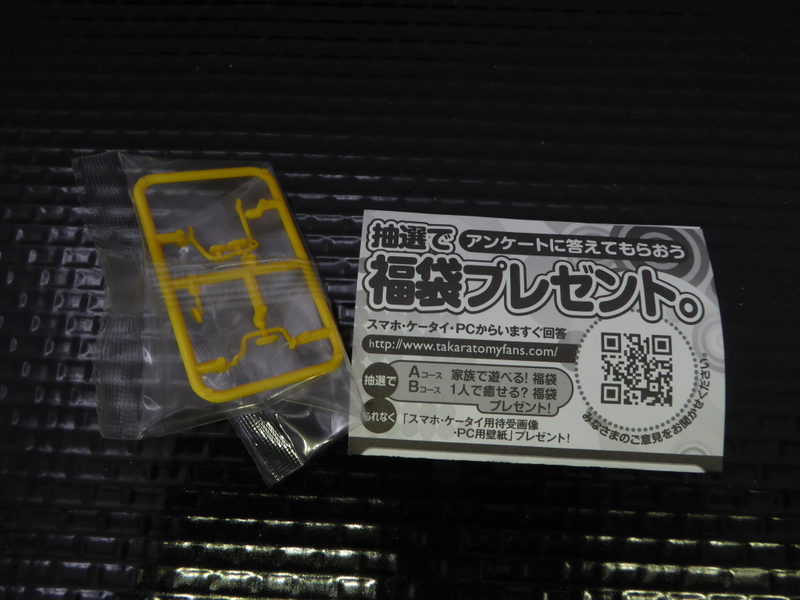 抽選で アンケートに答えてもらおう
福袋プレゼント。
スマホ・ケータイ・PCからいますぐ回答
http://www.takaratomyfans.com/
抽選で
Aコース 家族で遊べる! 福袋
Bコース 1人で癒せる? 福袋
プレゼント!
もれなく
「スマホ・ケータイ用待受画像
・PC用壁紙」プレゼント!
みなさまのご意見をお聞かせください。